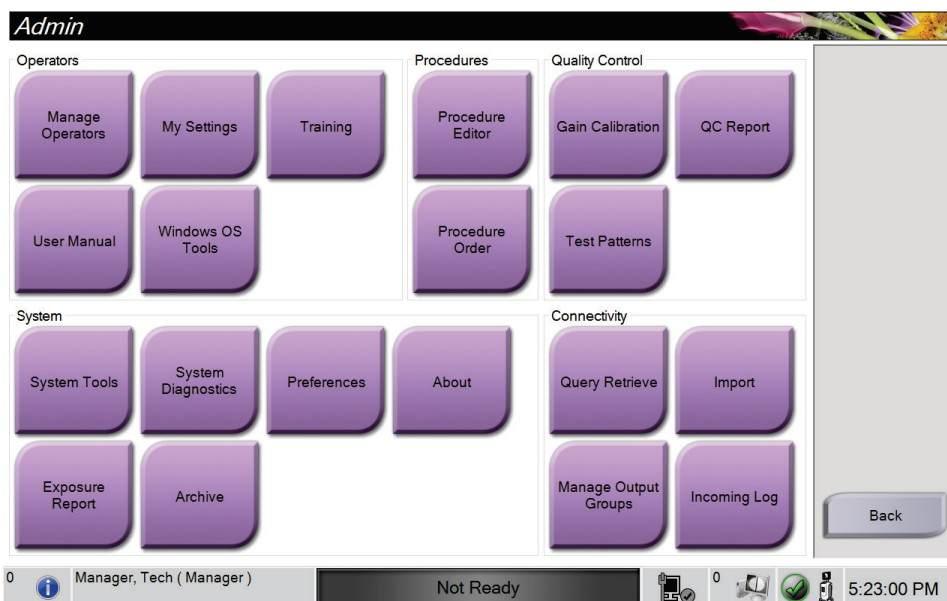 Admin
Operators
Manage
Operators
My Settings
Training
User Manual
Windows OS
Tools
Procedures
Procedure
Editor
Procedure
Order
Quality Control
Gain Calibration
QC Report
Test Patterns
System
System Tools
System
Diagnostics
Preferences
About
Exposure
Report
Archive
Connectivity
Query Retrieve
Import
Manage Output
Groups
Incoming Log
Back
0
Manager, Tech ( Manager )
Not Ready
0
5:23:00 PM